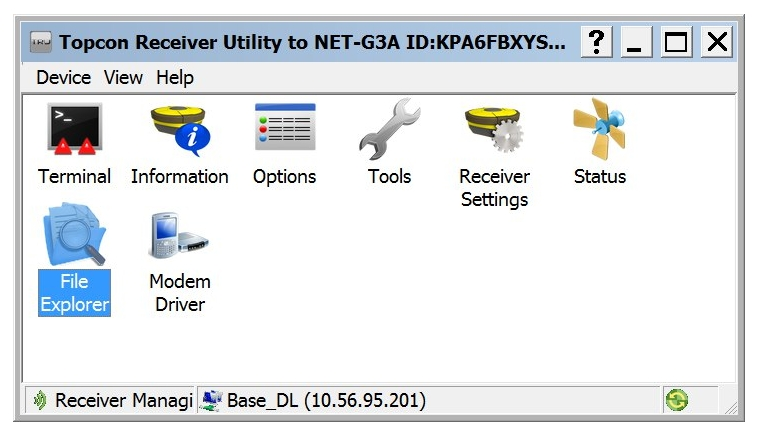 TRU Topcon Receiver Utility to NET-G3A ID:KPA6FBXYS... ?
Device View Help
>_
Terminal Information Options Tools Receiver Settings Status
File Explorer Modem Driver
Receiver Managi Base_DL (10.56.95.201)